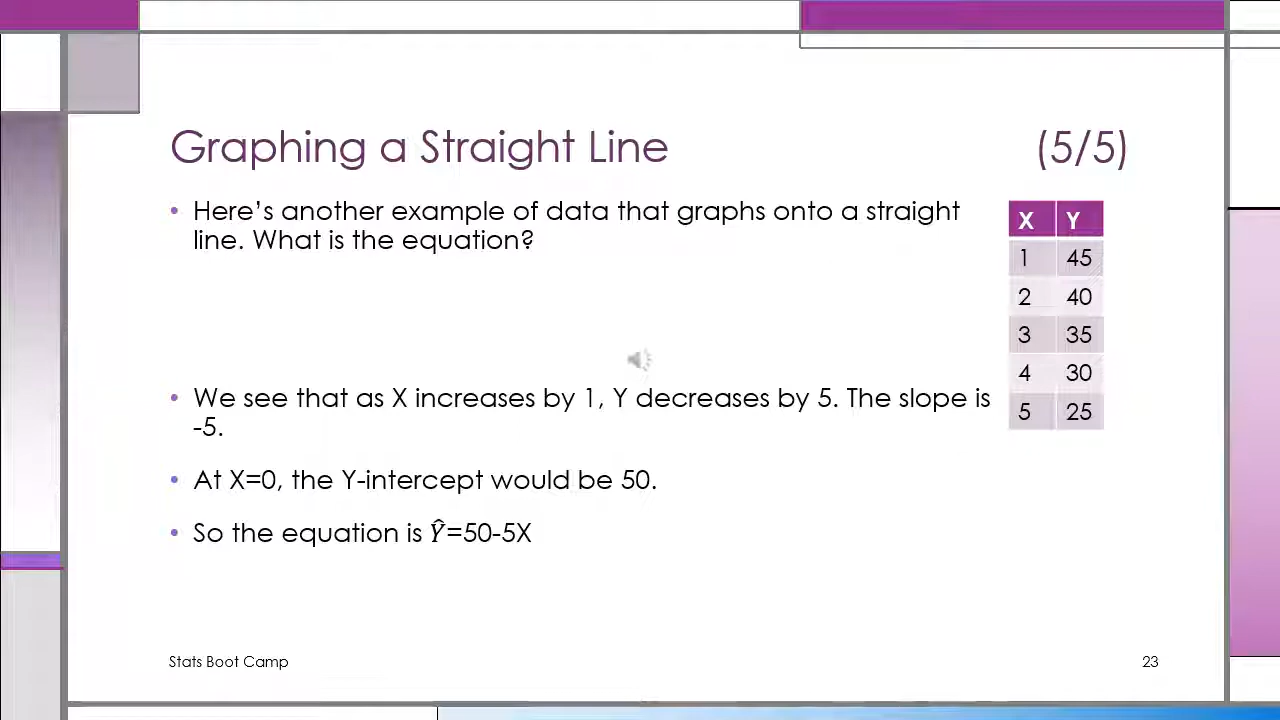 Graphing a Straight Line (5/5)
• Here’s another example of data that graphs onto a straight
line. What is the equation?
X Y
1 45
2 40
3 35
4 30
5 25
• We see that as X increases by 1, Y decreases by 5. The slope is
-5.
• At X=0, the Y-intercept would be 50.
• So the equation is Ŷ=50-5X
Stats Boot Camp 23